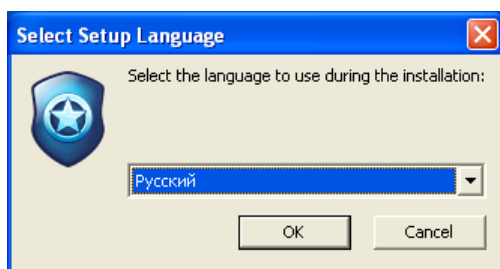 Select Setup Language
Select the language to use during the installation:
Русский
OK
Cancel